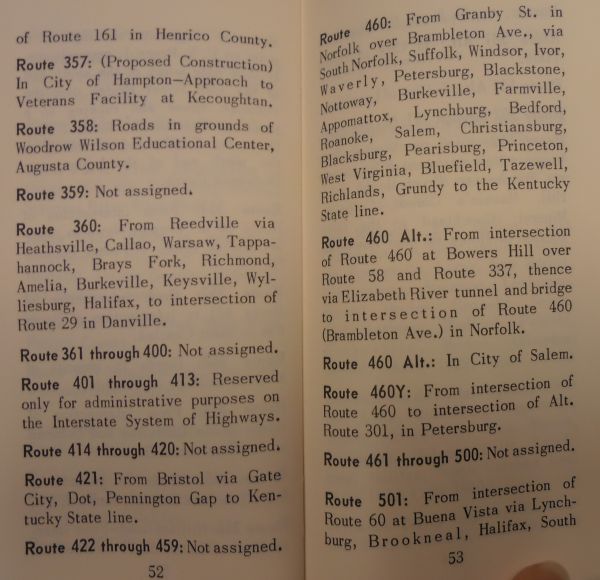 of Route 161 in Henrico County.
Route 357: (Proposed Construction)
In City of Hampton—Approach to
Veterans Facility at Kecoughtan.
Route 358: Roads in grounds of
Woodrow Wilson Educational Center,
Augusta County.
Route 359: Not assigned.
Route 360: From Reedville via
Heathsville, Callao, Warsaw, Tappa-
hannock, Brays Fork, Richmond,
Amelia, Burkeville, Keysville, Wyl-
liesburg, Halifax, to intersection of
Route 29 in Danville.
Route 361 through 400: Not assigned.
Route 401 through 413: Reserved
only for administrative purposes on
the Interstate System of Highways.
Route 414 through 420: Not assigned.
Route 421: From Bristol via Gate
City, Dot, Pennington Gap to Ken-
tucky State line.
Route 422 through 459: Not assigned.
52
Route 460: From Granby St. in
Norfolk over Brambleton Ave., via
South Norfolk, Suffolk, Windsor, Ivor,
Waverly, Petersburg, Blackstone,
Nottoway, Burkeville, Farmville,
Appomattox, Lynchburg, Bedford,
Roanoke, Salem, Christiansburg,
Blacksburg, Pearisburg, Princeton,
West Virginia, Bluefield, Tazewell,
Richlands, Grundy to the Kentucky
State line.
Route 460 Alt.: From intersection
of Route 460 at Bowers Hill over
Route 58 and Route 337, thence
via Elizabeth River tunnel and bridge
to intersection of Route 460
(Brambleton Ave.) in Norfolk.
Route 460 Alt.: In City of Salem.
Route 460Y: From intersection of
Route 460 to intersection of Alt.
Route 301, in Petersburg.
Route 461 through 500: Not assigned.
Route 501: From intersection of
Route 60 at Buena Vista via Lynch-
burg, Brookneal, Halifax, South
53